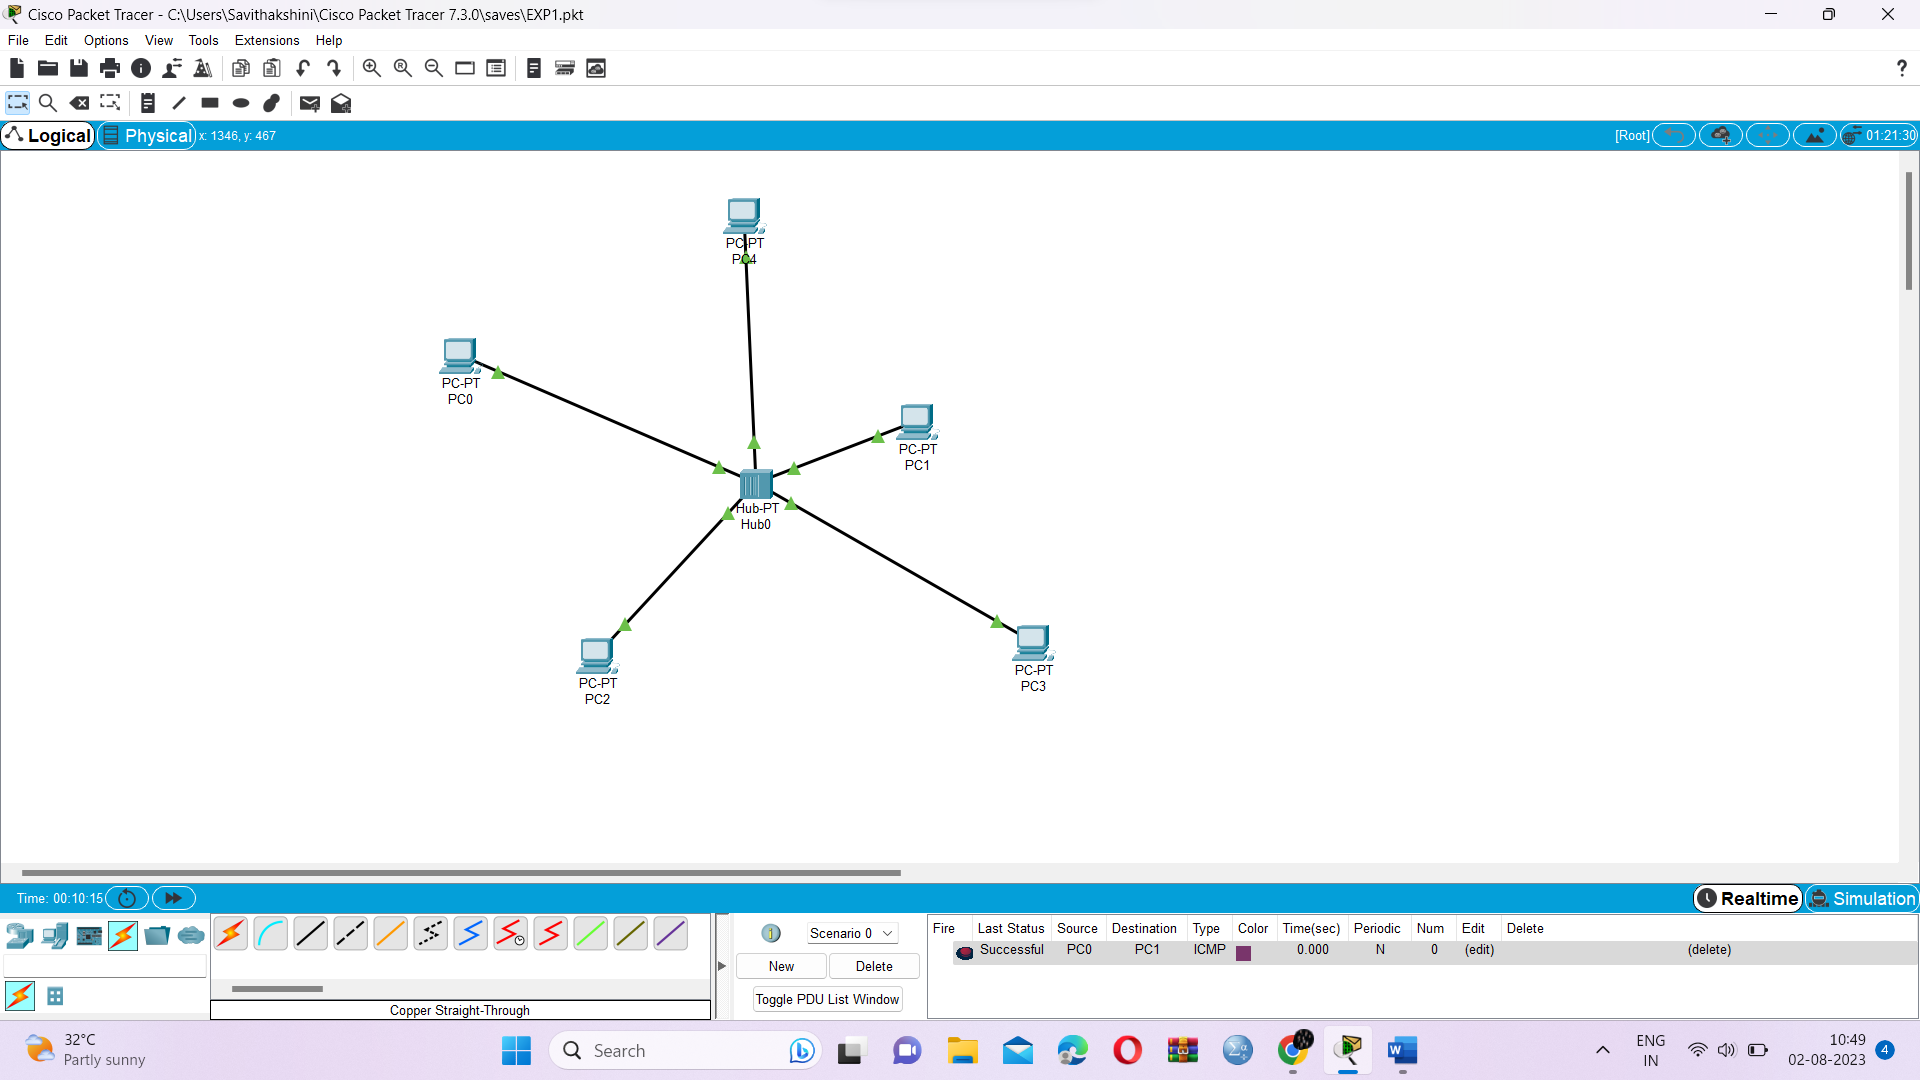 Cisco Packet Tracer - C:\Users\Savithakshini\Cisco Packet Tracer 7.3.0\saves\EXP1.pkt
File Edit Options View Tools Extensions Help
?
Logical Physical x: 1346, y: 467 [Root] 01:21:30
PC-PT
PC4
PC-PT
PC0
PC-PT
PC1
Hub-PT
Hub0
PC-PT
PC2
PC-PT
PC3
Time: 00:10:15 Realtime Simulation
Scenario 0
New Delete
Toggle PDU List Window
Copper Straight-Through
Fire Last Status Source Destination Type Color Time(sec) Periodic Num Edit Delete
Successful PC0 PC1 ICMP 0.000 N 0 (edit) (delete)
32°C
Partly sunny
Search
ENG
IN
10:49
02-08-2023
4